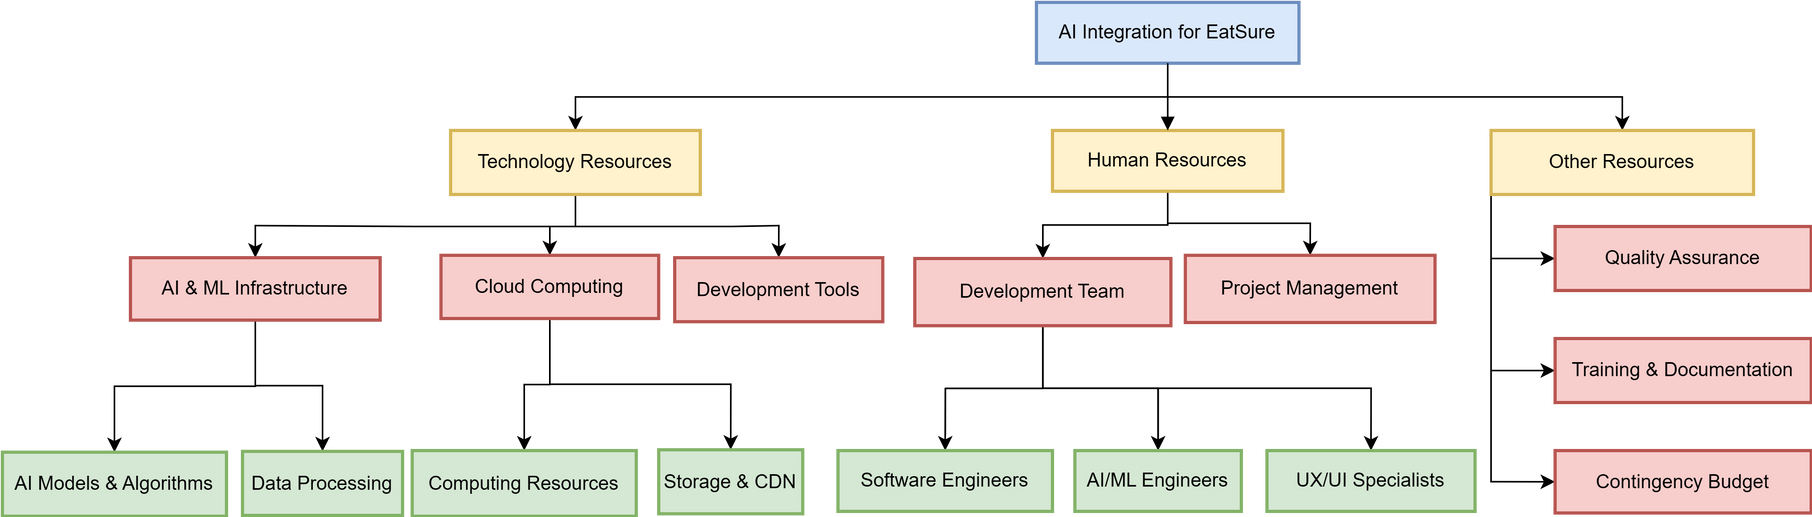 AI Integration for EatSure
Technology Resources
Human Resources
Other Resources
AI & ML Infrastructure
Cloud Computing
Development Tools
Development Team
Project Management
Quality Assurance
Training & Documentation
AI Models & Algorithms
Data Processing
Computing Resources
Storage & CDN
Software Engineers
AI/ML Engineers
UX/UI Specialists
Contingency Budget